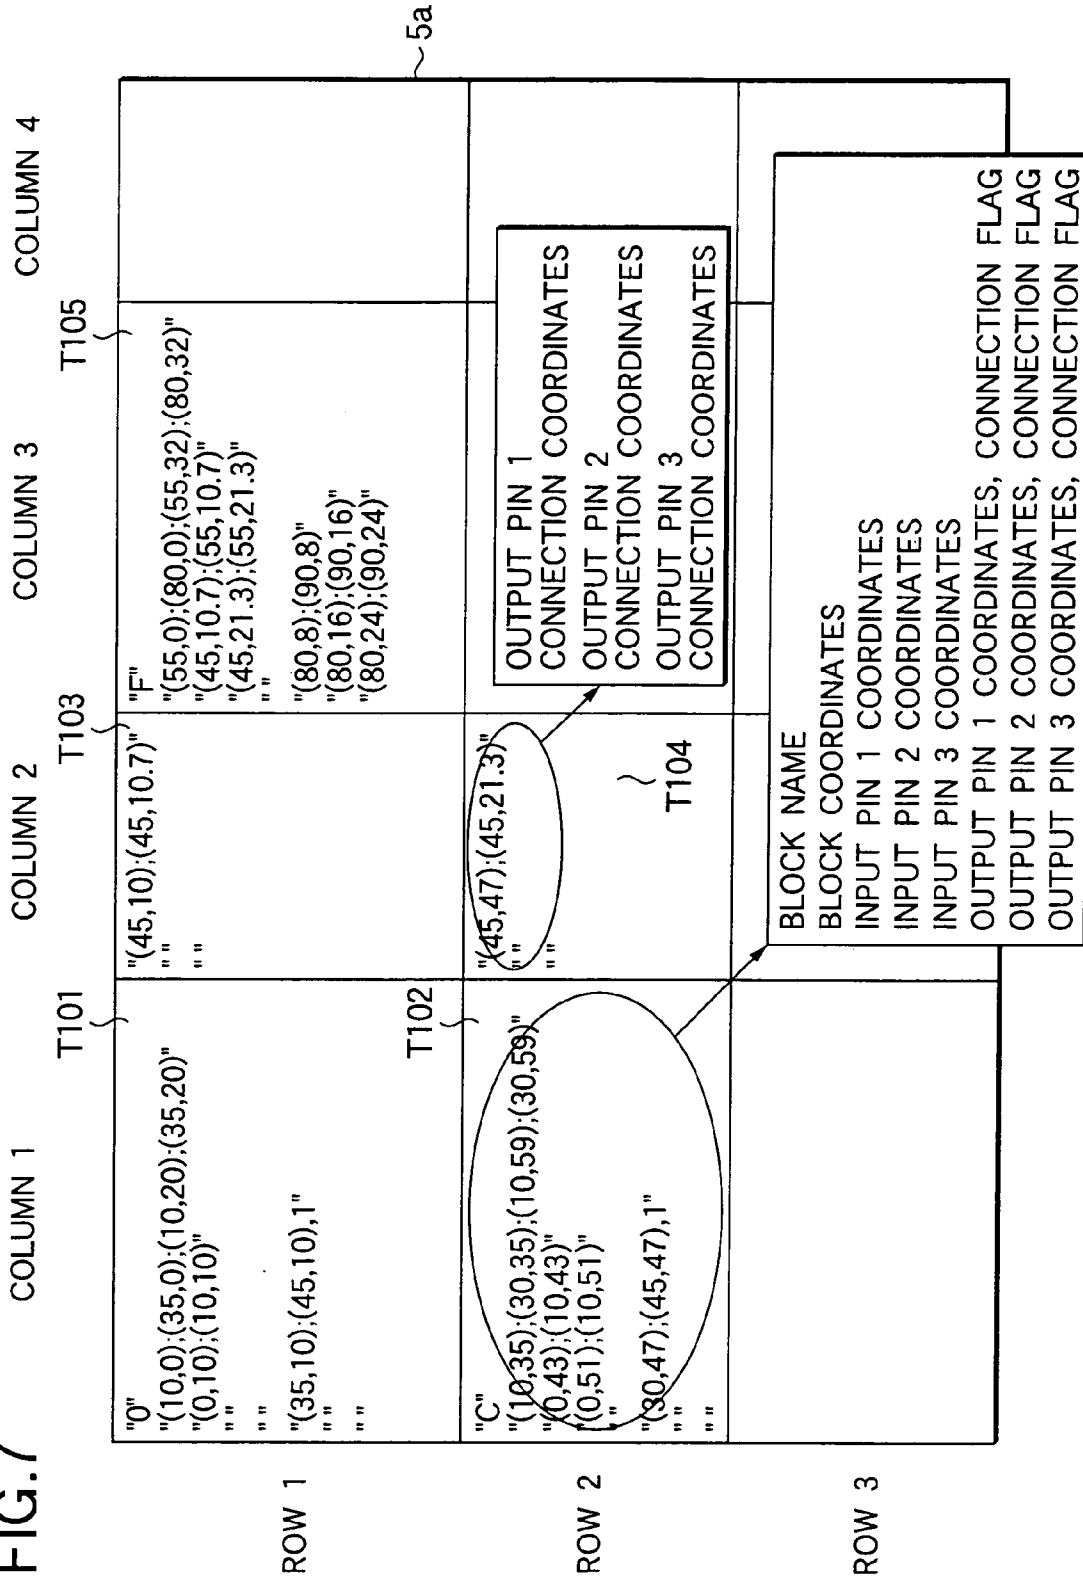 FIG.7
COLUMN 1
COLUMN 2
COLUMN 3
COLUMN 4
T101
T103
T105
5a
ROW 1
"0"
"(10,0);(35,0);(10,20);(35,20)"
"(0,10);(10,10)"
" "
" "
"(35,10);(45,10),1"
" "
" "
"(45,10);(45,10.7)"
" "
" "
"F"
"(55,0);(80,0);(55,32);(80,32)"
"(45,10.7);(55,10.7)"
"(45,21.3);(55,21.3)"
" "
"(80,8);(90,8)"
"(80,16);(90,16)"
"(80,24);(90,24)"
ROW 2
T102
"C"
"(10,35);(30,35);(10,59);(30,59)"
"(0,43);(10,43)"
"(0,51);(10,51)"
" "
"(30,47);(45,47),1"
" "
" "
"(45,47);(45,21.3)"
" "
" "
T104
OUTPUT PIN 1
CONNECTION COORDINATES
OUTPUT PIN 2
CONNECTION COORDINATES
OUTPUT PIN 3
CONNECTION COORDINATES
ROW 3
BLOCK NAME
BLOCK COORDINATES
INPUT PIN 1 COORDINATES
INPUT PIN 2 COORDINATES
INPUT PIN 3 COORDINATES
OUTPUT PIN 1 COORDINATES, CONNECTION FLAG
OUTPUT PIN 2 COORDINATES, CONNECTION FLAG
OUTPUT PIN 3 COORDINATES, CONNECTION FLAG